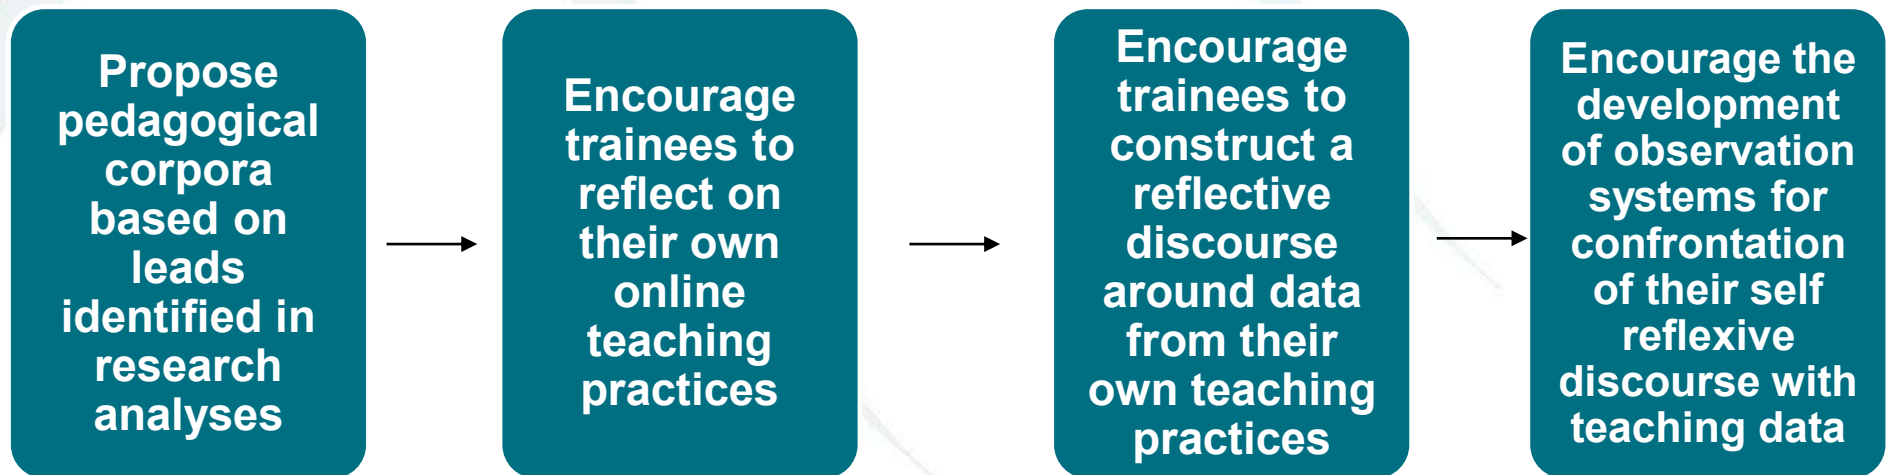 Propose
pedagogical
corpora
based on
leads
identified in
research
analyses
Encourage
trainees to
reflect on
their own
online
teaching
practices
Encourage
trainees to
construct a
reflective
discourse
around data
from their
own teaching
practices
Encourage the
development
of observation
systems for
confrontation
of their self
reflexive
discourse with
teaching data